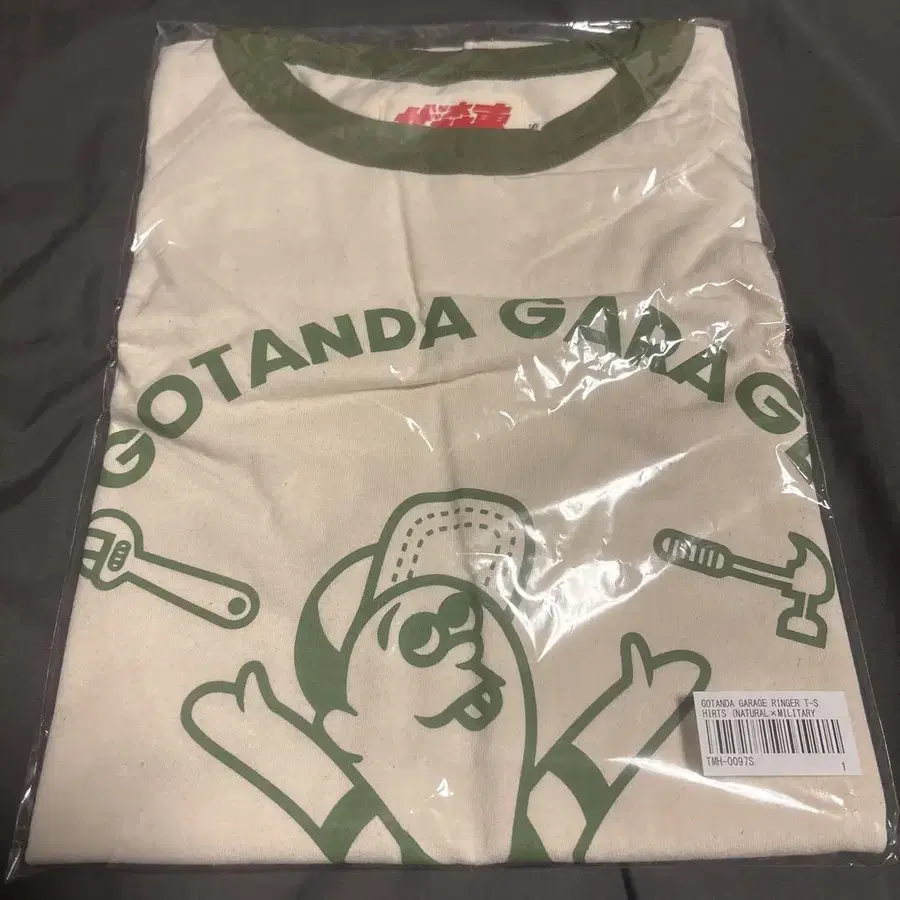 GOTANDA GARAGE
GOTANDA GARAGE RINGER T-S
HIRTS (NATURAL×MILITARY
TMH-0097S
1